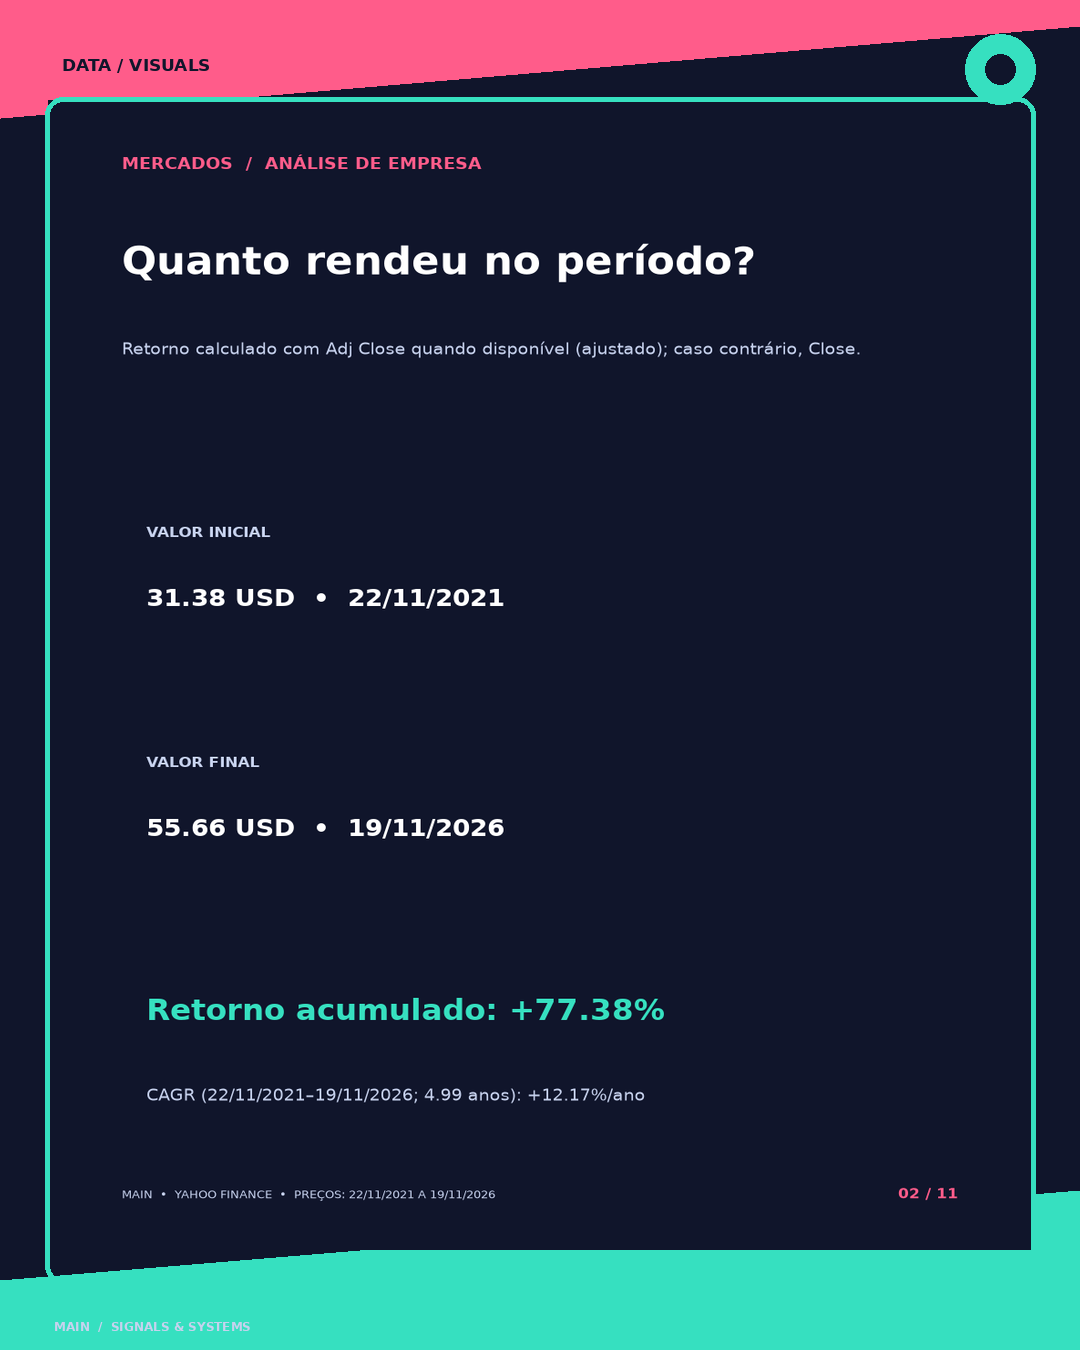 DATA / VISUALS
MERCADOS / ANÁLISE DE EMPRESA
Quanto rendeu no período?
Retorno calculado com Adj Close quando disponível (ajustado); caso contrário, Close.
VALOR INICIAL
31.38 USD • 22/11/2021
VALOR FINAL
55.66 USD • 19/11/2026
Retorno acumulado: +77.38%
CAGR (22/11/2021–19/11/2026; 4.99 anos): +12.17%/ano
MAIN • YAHOO FINANCE • PREÇOS: 22/11/2021 A 19/11/2026
02 / 11
MAIN / SIGNALS & SYSTEMS